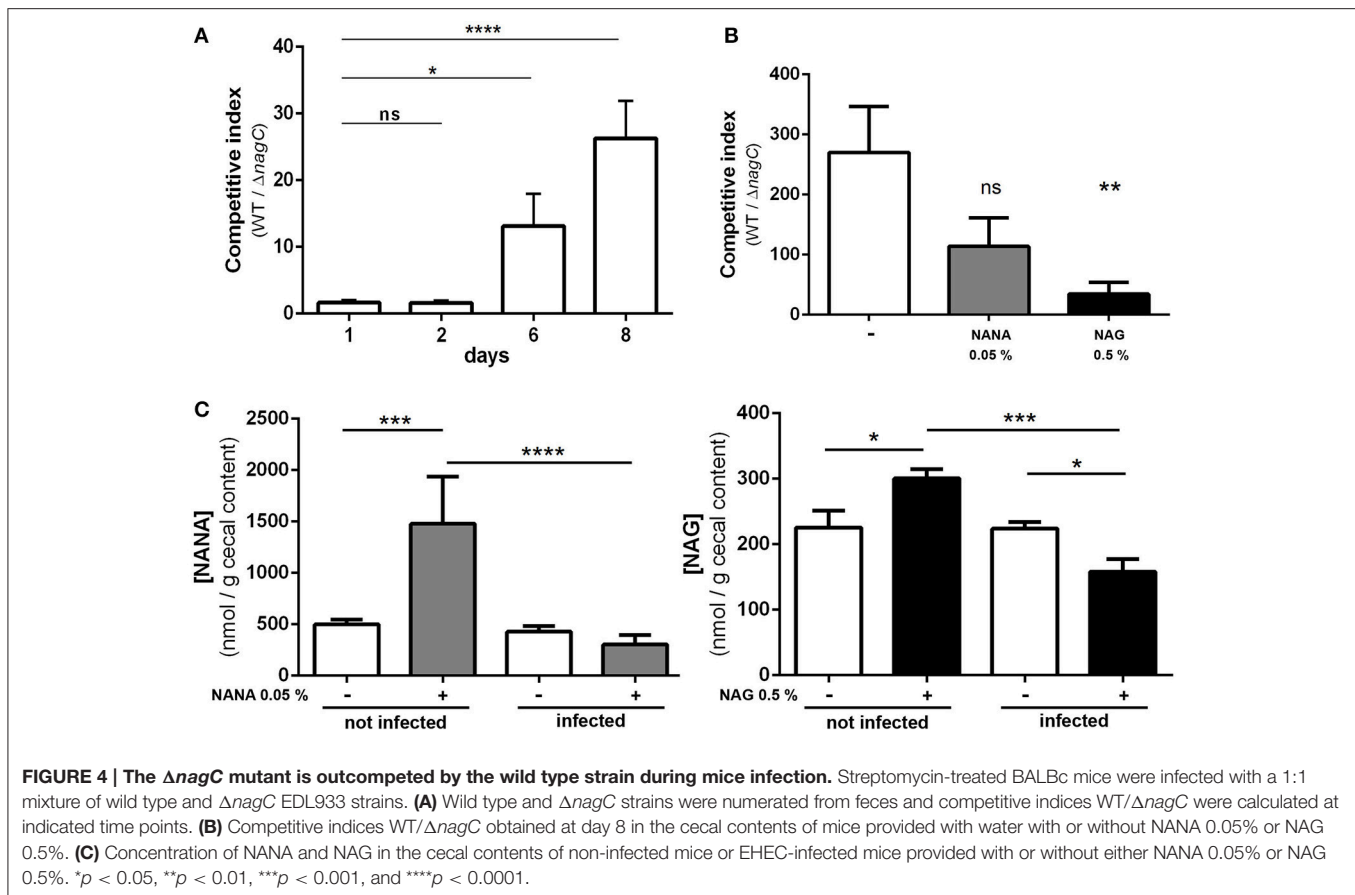 A
****
*
ns
Competitive index
(WT / ΔnagC)
40
30
20
10
0
1 2 6 8
days
B
Competitive index
(WT / ΔnagC)
400
300
200
100
0
ns
**
- NANA NAG
0.05 % 0.5 %
C
[NANA]
(nmol / g cecal content)
2500
2000
1500
1000
500
0
***
****
NANA 0.05 % - + - +
not infected infected
[NAG]
(nmol / g cecal content)
400
300
200
100
0
*
***
*
NAG 0.5 % - + - +
not infected infected
FIGURE 4 | The ΔnagC mutant is outcompeted by the wild type strain during mice infection. Streptomycin-treated BALBc mice were infected with a 1:1
mixture of wild type and ΔnagC EDL933 strains. (A) Wild type and ΔnagC strains were numerated from feces and competitive indices WT/ΔnagC were calculated at
indicated time points. (B) Competitive indices WT/ΔnagC obtained at day 8 in the cecal contents of mice provided with water with or without NANA 0.05% or NAG
0.5%. (C) Concentration of NANA and NAG in the cecal contents of non-infected mice or EHEC-infected mice provided with or without either NANA 0.05% or NAG
0.5%. *p < 0.05, **p < 0.01, ***p < 0.001, and ****p < 0.0001.